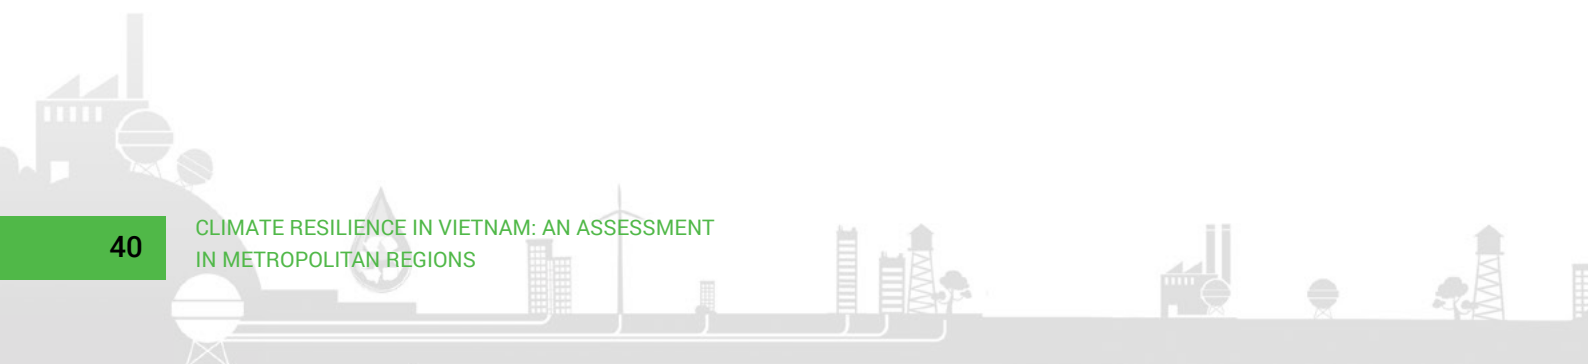 40
CLIMATE RESILIENCE IN VIETNAM: AN ASSESSMENT
IN METROPOLITAN REGIONS